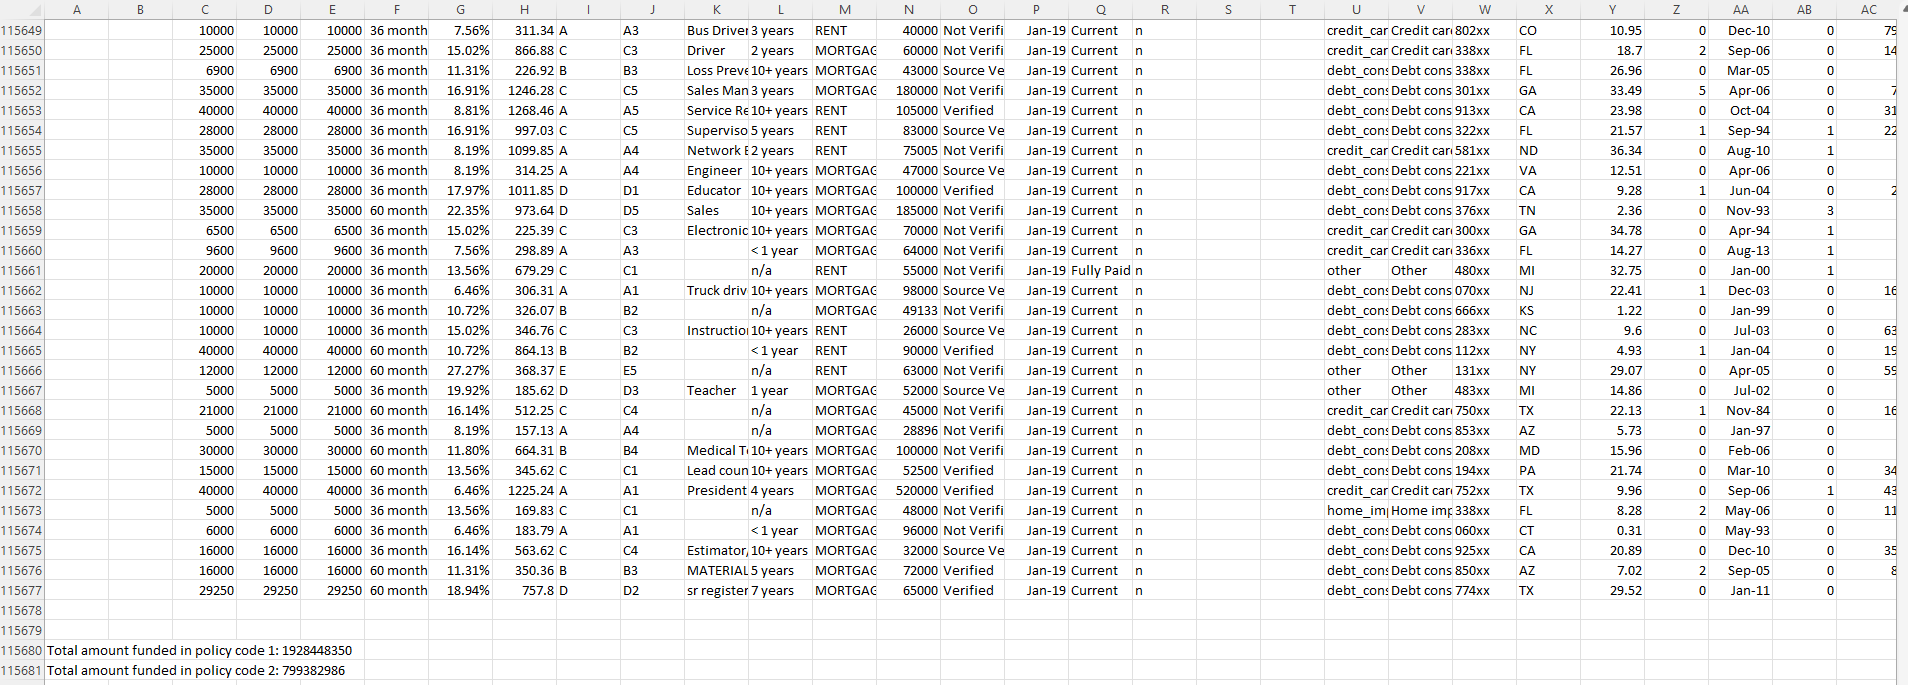 A B C D E F G H I J K L M N O P Q R S T U V W X Y Z AA AB AC
115649 10000 10000 10000 36 month 7.56% 311.34 A A3 Bus Driver 3 years RENT 40000 Not Verifi Jan-19 Current n credit_car Credit card 802xx CO 10.95 0 Dec-10 0 79
115650 25000 25000 25000 36 month 15.02% 866.88 C C3 Driver 2 years MORTGAG 60000 Not Verifi Jan-19 Current n credit_car Credit card 338xx FL 18.7 2 Sep-06 0 14
115651 6900 6900 6900 36 month 11.31% 226.92 B B3 Loss Preve 10+ years MORTGAG 43000 Source Ve Jan-19 Current n debt_cons Debt cons 338xx FL 26.96 0 Mar-05 0
115652 35000 35000 35000 36 month 16.91% 1246.28 C C5 Sales Man 3 years MORTGAG 180000 Not Verifi Jan-19 Current n debt_cons Debt cons 301xx GA 33.49 5 Apr-06 0 7
115653 40000 40000 40000 36 month 8.81% 1268.46 A A5 Service Re 10+ years RENT 105000 Verified Jan-19 Current n debt_cons Debt cons 913xx CA 23.98 0 Oct-04 0 31
115654 28000 28000 28000 36 month 16.91% 997.03 C C5 Superviso 5 years RENT 83000 Source Ve Jan-19 Current n debt_cons Debt cons 322xx FL 21.57 1 Sep-94 1 22
115655 35000 35000 35000 36 month 8.19% 1099.85 A A4 Network E 2 years RENT 75005 Not Verifi Jan-19 Current n credit_car Credit card 581xx ND 36.34 0 Aug-10 1
115656 10000 10000 10000 36 month 8.19% 314.25 A A4 Engineer 10+ years MORTGAG 47000 Source Ve Jan-19 Current n debt_cons Debt cons 221xx VA 12.51 0 Apr-06 0
115657 28000 28000 28000 36 month 17.97% 1011.85 D D1 Educator 10+ years MORTGAG 100000 Verified Jan-19 Current n debt_cons Debt cons 917xx CA 9.28 1 Jun-04 0 2
115658 35000 35000 35000 60 month 22.35% 973.64 D D5 Sales 10+ years MORTGAG 185000 Not Verifi Jan-19 Current n debt_cons Debt cons 376xx TN 2.36 0 Nov-93 3
115659 6500 6500 6500 36 month 15.02% 225.39 C C3 Electronic 10+ years MORTGAG 70000 Not Verifi Jan-19 Current n credit_car Credit card 300xx GA 34.78 0 Apr-94 1
115660 9600 9600 9600 36 month 7.56% 298.89 A A3 < 1 year MORTGAG 64000 Not Verifi Jan-19 Current n credit_car Credit card 336xx FL 14.27 0 Aug-13 1
115661 20000 20000 20000 36 month 13.56% 679.29 C C1 n/a RENT 55000 Not Verifi Jan-19 Fully Paid n other Other 480xx MI 32.75 0 Jan-00 1
115662 10000 10000 10000 36 month 6.46% 306.31 A A1 Truck driv 10+ years MORTGAG 98000 Source Ve Jan-19 Current n debt_cons Debt cons 070xx NJ 22.41 1 Dec-03 0 16
115663 10000 10000 10000 36 month 10.72% 326.07 B B2 n/a MORTGAG 49133 Not Verifi Jan-19 Current n debt_cons Debt cons 666xx KS 1.22 0 Jan-99 0
115664 10000 10000 10000 36 month 15.02% 346.76 C C3 Instructio 10+ years RENT 26000 Source Ve Jan-19 Current n debt_cons Debt cons 283xx NC 9.6 0 Jul-03 0 63
115665 40000 40000 40000 60 month 10.72% 864.13 B B2 < 1 year RENT 90000 Verified Jan-19 Current n debt_cons Debt cons 112xx NY 4.93 1 Jan-04 0 19
115666 12000 12000 12000 60 month 27.27% 368.37 E E5 n/a RENT 63000 Not Verifi Jan-19 Current n other Other 131xx NY 29.07 0 Apr-05 0 59
115667 5000 5000 5000 36 month 19.92% 185.62 D D3 Teacher 1 year MORTGAG 52000 Source Ve Jan-19 Current n other Other 483xx MI 14.86 0 Jul-02 0
115668 21000 21000 21000 60 month 16.14% 512.25 C C4 n/a MORTGAG 45000 Not Verifi Jan-19 Current n credit_car Credit card 750xx TX 22.13 1 Nov-84 0 16
115669 5000 5000 5000 36 month 8.19% 157.13 A A4 n/a MORTGAG 28896 Not Verifi Jan-19 Current n debt_cons Debt cons 853xx AZ 5.73 0 Jan-97 0
115670 30000 30000 30000 60 month 11.80% 664.31 B B4 Medical Te 10+ years MORTGAG 100000 Not Verifi Jan-19 Current n debt_cons Debt cons 208xx MD 15.96 0 Feb-06 0
115671 15000 15000 15000 60 month 13.56% 345.62 C C1 Lead coun 10+ years MORTGAG 52500 Verified Jan-19 Current n debt_cons Debt cons 194xx PA 21.74 0 Mar-10 0 34
115672 40000 40000 40000 36 month 6.46% 1225.24 A A1 President 4 years MORTGAG 520000 Verified Jan-19 Current n credit_car Credit card 752xx TX 9.96 0 Sep-06 1 43
115673 5000 5000 5000 36 month 13.56% 169.83 C C1 n/a MORTGAG 48000 Not Verifi Jan-19 Current n home_imp Home imp 338xx FL 8.28 2 May-06 0 11
115674 6000 6000 6000 36 month 6.46% 183.79 A A1 < 1 year MORTGAG 96000 Not Verifi Jan-19 Current n debt_cons Debt cons 060xx CT 0.31 0 May-93 0
115675 16000 16000 16000 36 month 16.14% 563.62 C C4 Estimator, 10+ years MORTGAG 32000 Source Ve Jan-19 Current n debt_cons Debt cons 925xx CA 20.89 0 Dec-10 0 35
115676 16000 16000 16000 60 month 11.31% 350.36 B B3 MATERIAL 5 years MORTGAG 72000 Verified Jan-19 Current n debt_cons Debt cons 850xx AZ 7.02 2 Sep-05 0 8
115677 29250 29250 29250 60 month 18.94% 757.8 D D2 sr register 7 years MORTGAG 65000 Verified Jan-19 Current n debt_cons Debt cons 774xx TX 29.52 0 Jan-11 0
115678
115679
115680 Total amount funded in policy code 1: 1928448350
115681 Total amount funded in policy code 2: 799382986